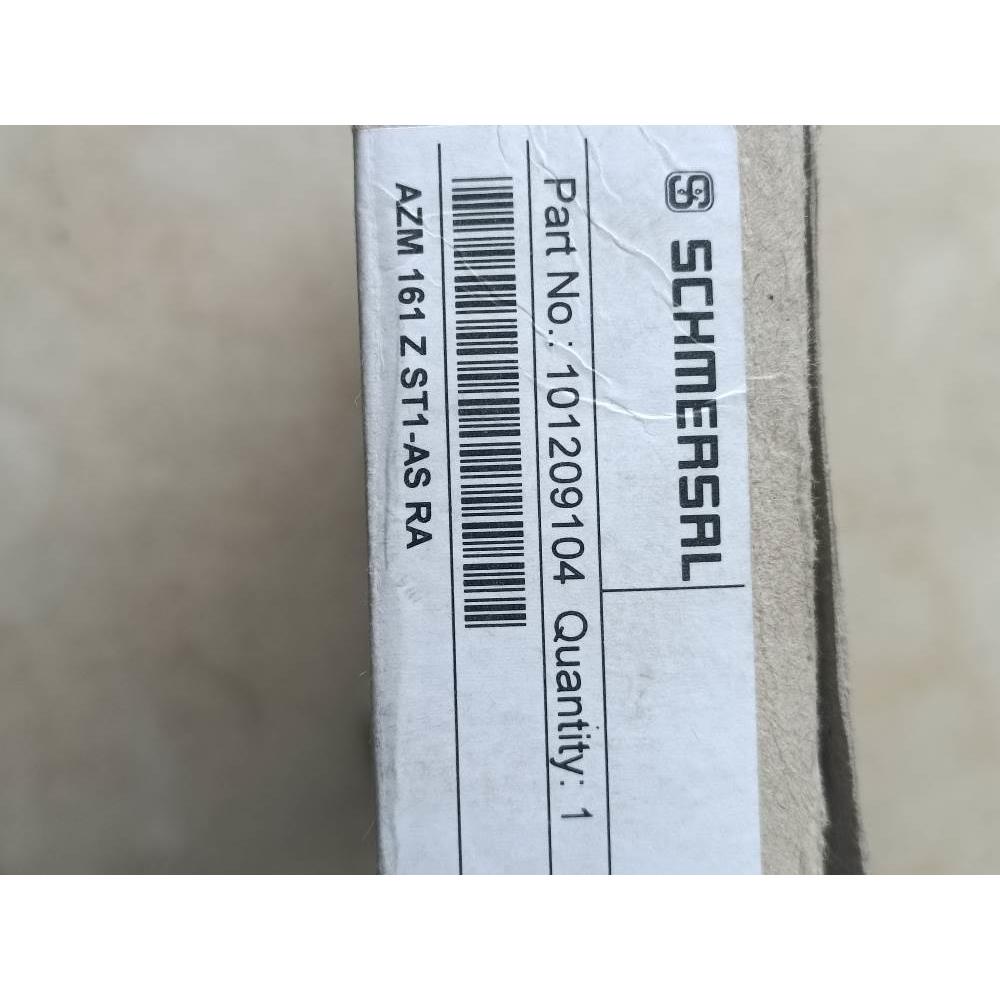 SCHMERSAL
Part No.: 101209104 Quantity: 1
AZM 161 Z ST1-AS RA